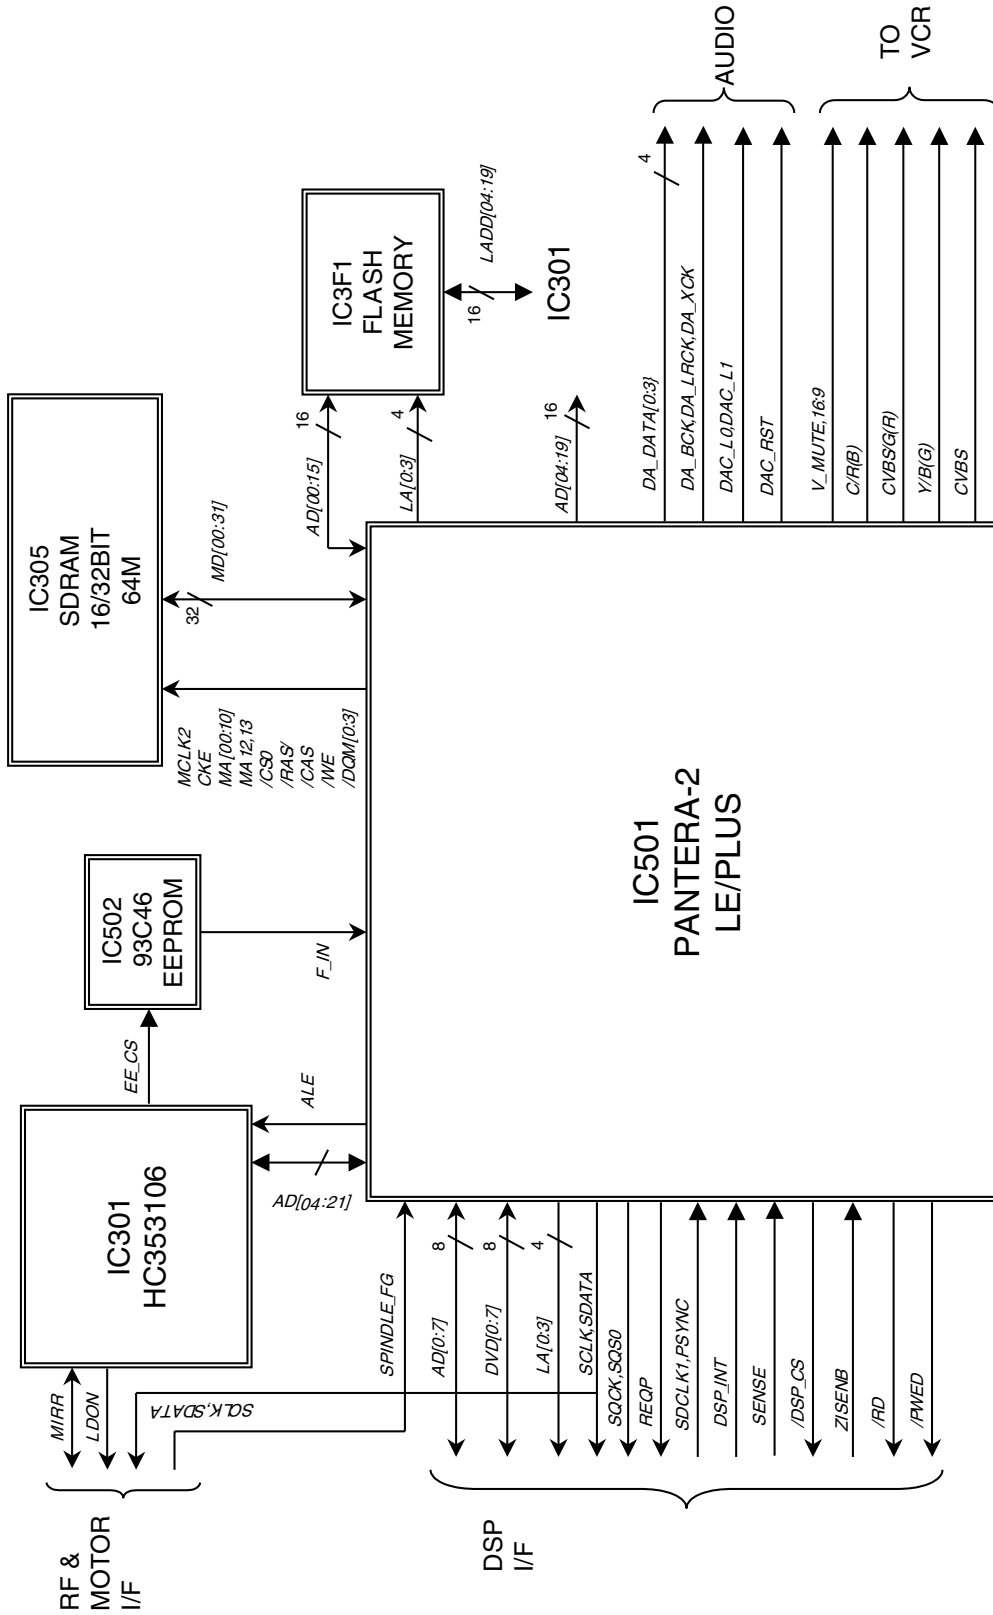 RF &
MOTOR
I/F
MIRR
LDON
SCLK,SDATA
IC301
HC353106
EE_CS
IC502
93C46
EEPROM
IC305
SDRAM
16/32BIT
64M
AD[04:21]
ALE
F_IN
MCLK2
CKE
MA[00:10]
MA12,13
/CS0
/RAS/
/CAS
/WE
/DQM[0:3]
32
MD[00:31]
AD[00:15]
16
LA[0:3]
4
IC3F1
FLASH
MEMORY
16
LADD[04:19]
IC301
AD[04:19]
16
DSP
I/F
SPINDLE_FG
AD[0:7]
8
DVD[0:7]
8
LA[0:3]
4
SCLK,SDATA
SQCK,SQS0
REQP
SDCLK1,PSYNC
DSP_INT
SENSE
/DSP_CS
ZISENB
/RD
/PWED
IC501
PANTERA-2
LE/PLUS
DA_DATA[0:3}
4
DA_BCK,DA_LRCK,DA_XCK
DAC_L0,DAC_L1
DAC_RST
AUDIO
V_MUTE,16:9
C/R(B)
CVBS/G(R)
Y/B(G)
CVBS
TO
VCR